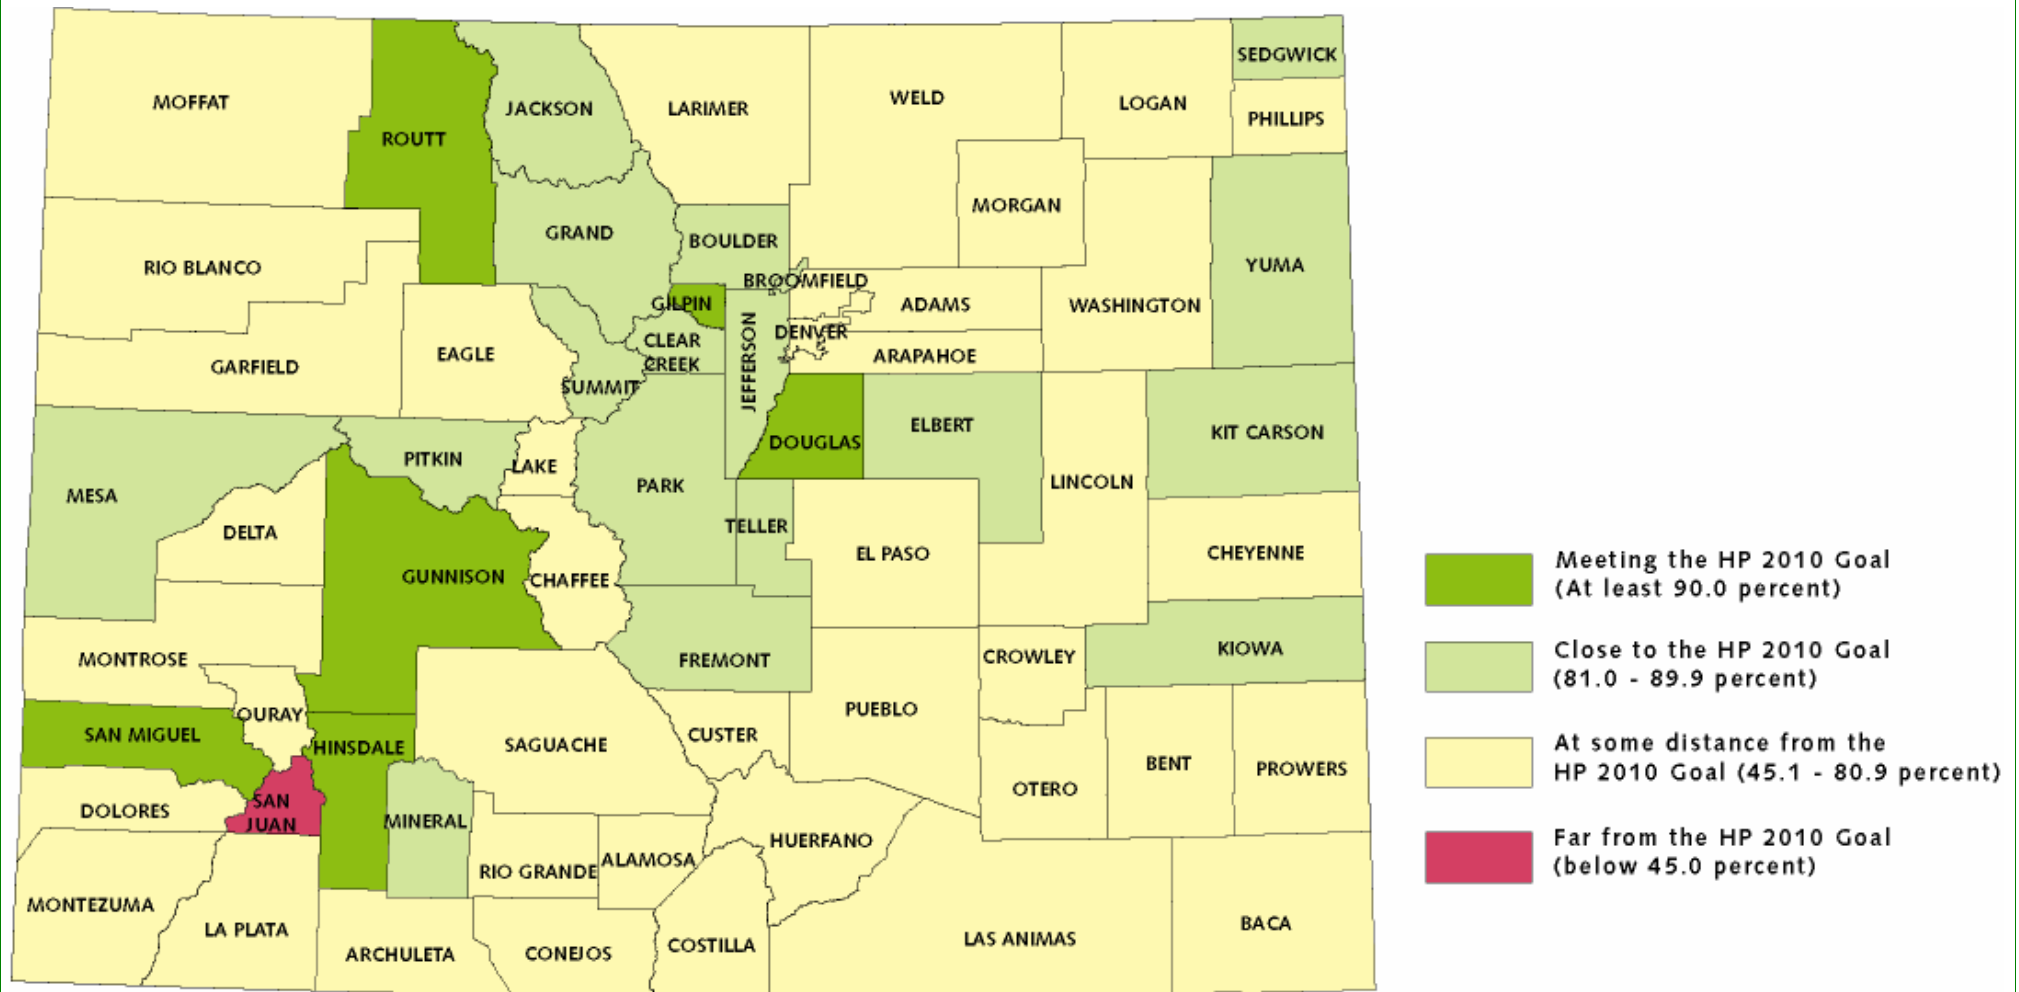 SEDGWICK
MOFFAT
JACKSON
LARIMER
WELD
LOGAN
PHILLIPS
ROUTT
MORGAN
GRAND
BOULDER
RIO BLANCO
YUMA
BROOMFIELD
GILPIN
ADAMS
WASHINGTON
CLEAR
CREEK
JEFFERSON
DENVER
ARAPAHOE
GARFIELD
EAGLE
SUMMIT
DOUGLAS
ELBERT
KIT CARSON
PITKIN
LAKE
MESA
PARK
LINCOLN
DELTA
TELLER
EL PASO
CHEYENNE
GUNNISON
CHAFFEE
MONTROSE
FREMONT
CROWLEY
KIOWA
OURAY
PUEBLO
SAN MIGUEL
HINSDALE
SAGUACHE
CUSTER
BENT
PROWERS
OTERO
SAN
JUAN
DOLORES
MINERAL
HUERFANO
RIO GRANDE
ALAMOSA
MONTEZUMA
LA PLATA
ARCHULETA
CONEJOS
COSTILLA
LAS ANIMAS
BACA
Meeting the HP 2010 Goal
(At least 90.0 percent)
Close to the HP 2010 Goal
(81.0 - 89.9 percent)
At some distance from the
HP 2010 Goal (45.1 - 80.9 percent)
Far from the HP 2010 Goal
(below 45.0 percent)